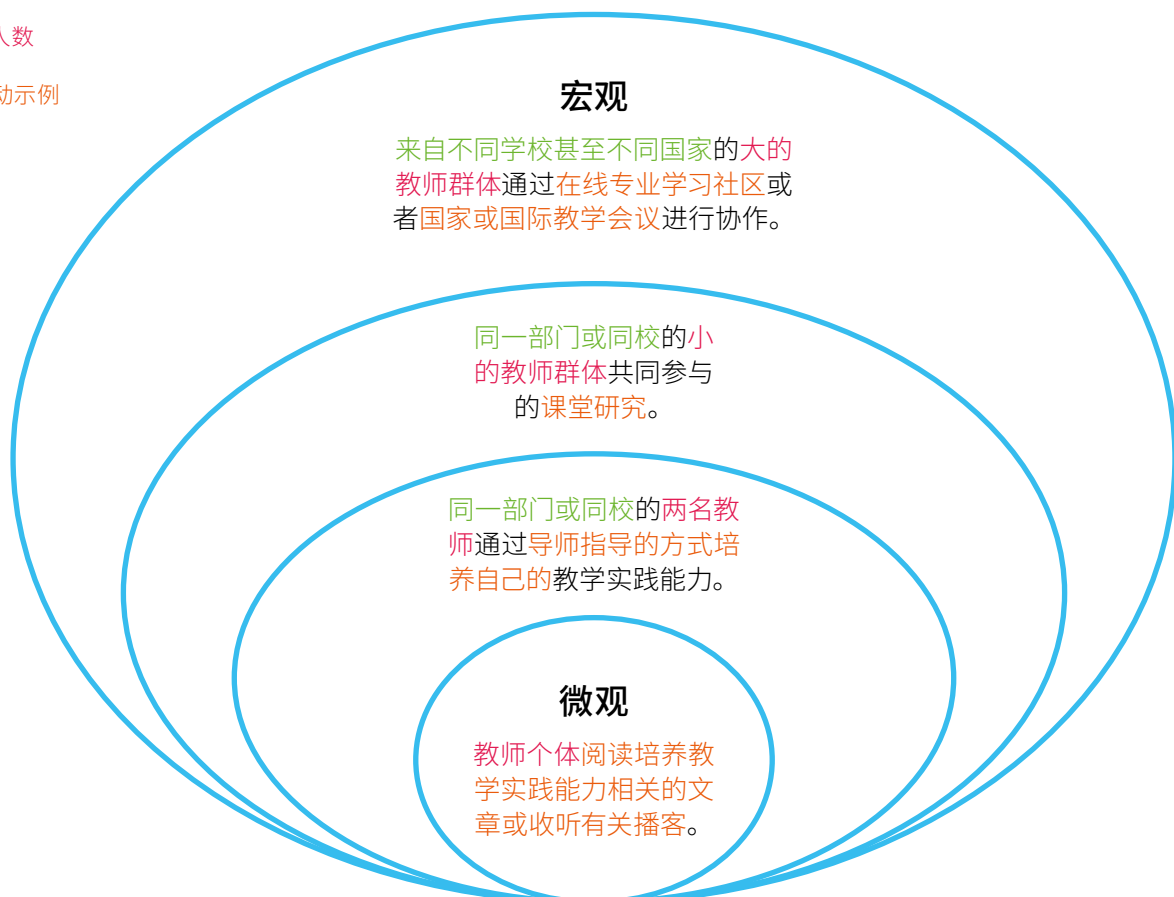 人数
动示例
宏观
来自不同学校甚至不同国家的大的
教师群体通过在线专业学习社区或
者国家或国际教学会议进行协作。
同一部门或同校的小
的教师群体共同参与
的课堂研究。
同一部门或同校的两名教
师通过导师指导的方式培
养自己的教学实践能力。
微观
教师个体阅读培养教
学实践能力相关的文
章或收听有关播客。